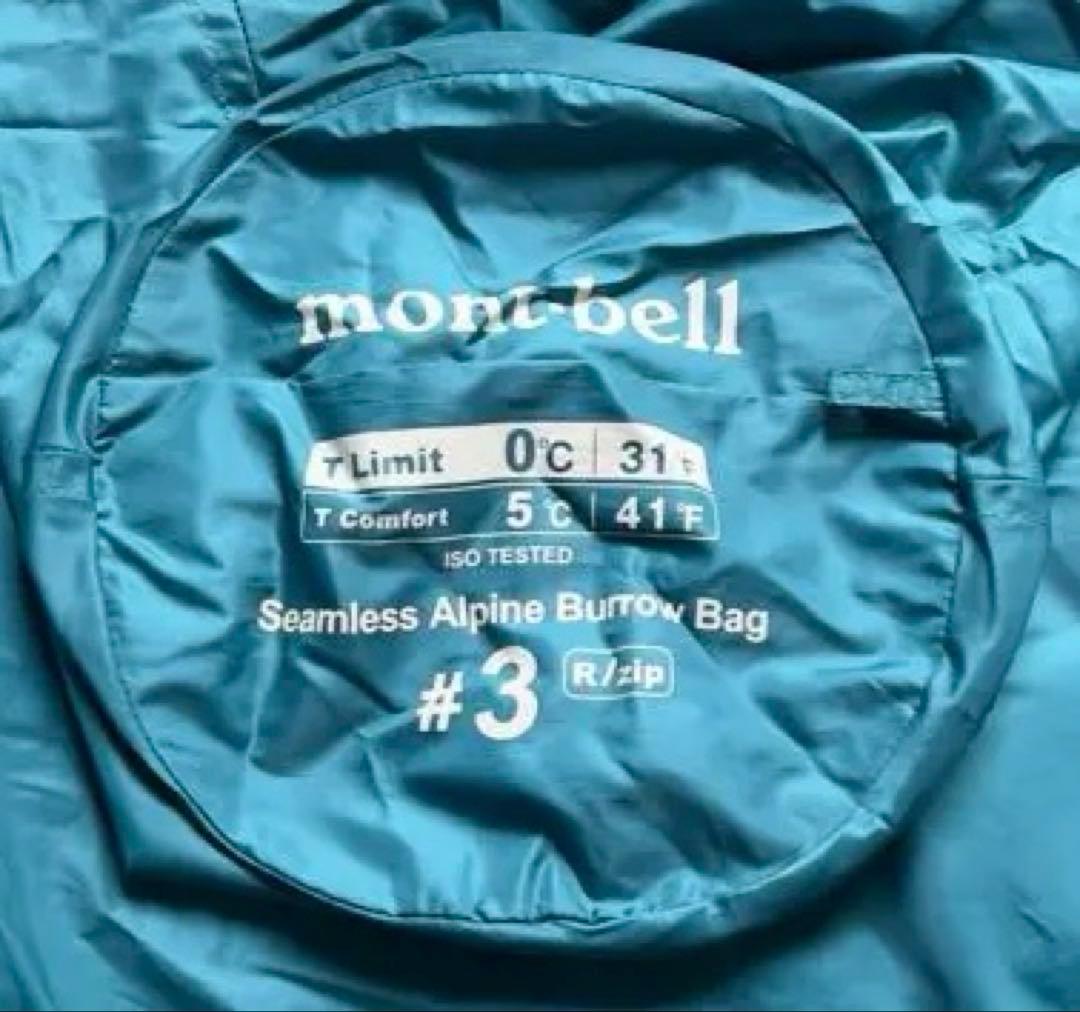 mont-bell
T Limit 0°C 31°F
T Comfort 5°C 41°F
ISO TESTED
Seamless Alpine Burrow Bag
#3 R/zip